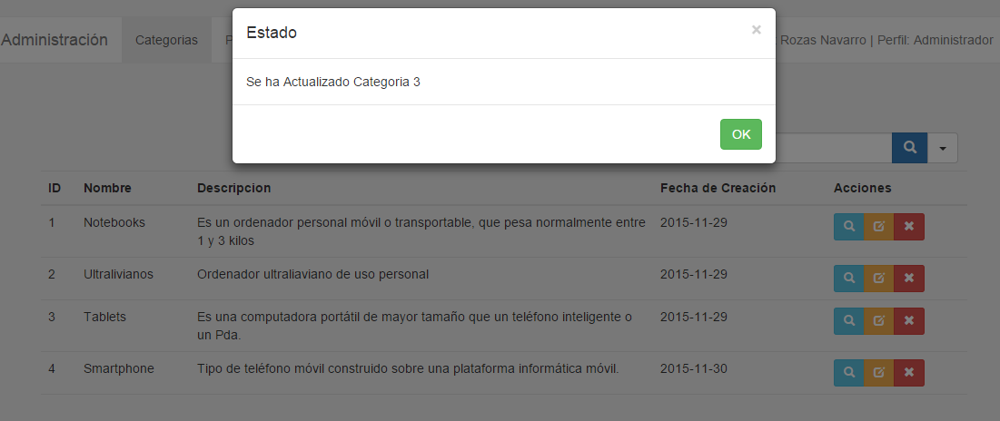 Administración
Categorias
P
Rozas Navarro | Perfil: Administrador
Estado
×
Se ha Actualizado Categoria 3
OK
ID Nombre Descripcion Fecha de Creación Acciones
1 Notebooks Es un ordenador personal móvil o transportable, que pesa normalmente entre 2015-11-29
1 y 3 kilos
2 Ultralivianos Ordenador ultraliaviano de uso personal 2015-11-29
3 Tablets Es una computadora portátil de mayor tamaño que un teléfono inteligente o 2015-11-29
un Pda.
4 Smartphone Tipo de teléfono móvil construido sobre una plataforma informática móvil. 2015-11-30